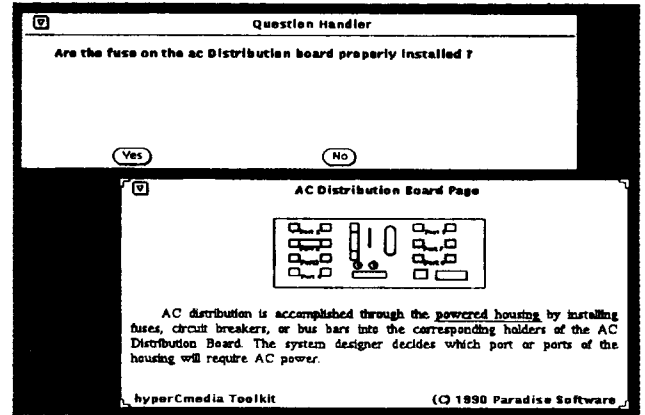 Question Handler
Are the fuse on the ac Distribution board properly installed ?
Yes No
AC Distribution Board Page
AC distribution is accomplished through the powered housing by installing
fuses, circuit breakers, or bus bars into the corresponding holders of the AC
Distribution Board. The system designer decides which port or ports of the
housing will require AC power.
hyperCmedia Toolkit (C) 1990 Paradise Software